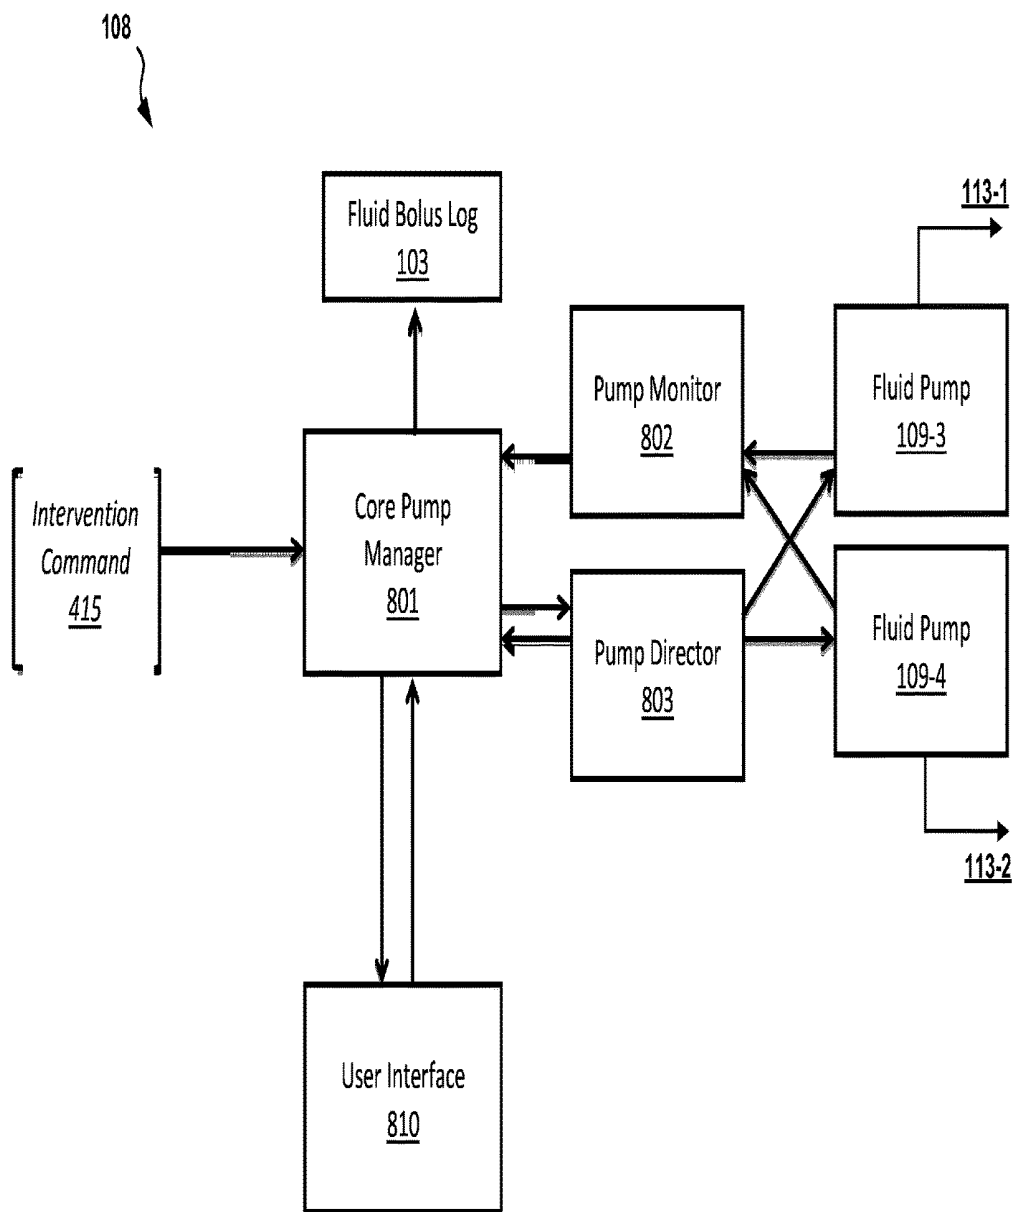 108
113-1
Fluid Bolus Log
103
Pump Monitor
802
Fluid Pump
109-3
Intervention
Command
415
Core Pump
Manager
801
Pump Director
803
Fluid Pump
109-4
113-2
User Interface
810